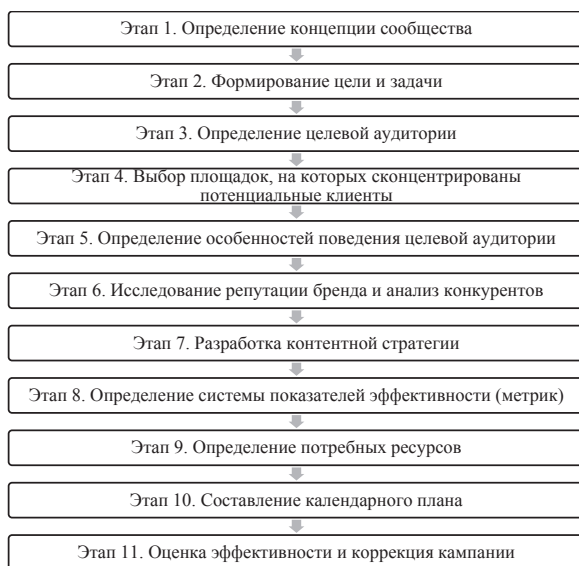 Этап 1. Определение концепции сообщества
Этап 2. Формирование цели и задачи
Этап 3. Определение целевой аудитории
Этап 4. Выбор площадок, на которых сконцентрированы
потенциальные клиенты
Этап 5. Определение особенностей поведения целевой аудитории
Этап 6. Исследование репутации бренда и анализ конкурентов
Этап 7. Разработка контентной стратегии
Этап 8. Определение системы показателей эффективности (метрик)
Этап 9. Определение потребных ресурсов
Этап 10. Составление календарного плана
Этап 11. Оценка эффективности и коррекция кампании